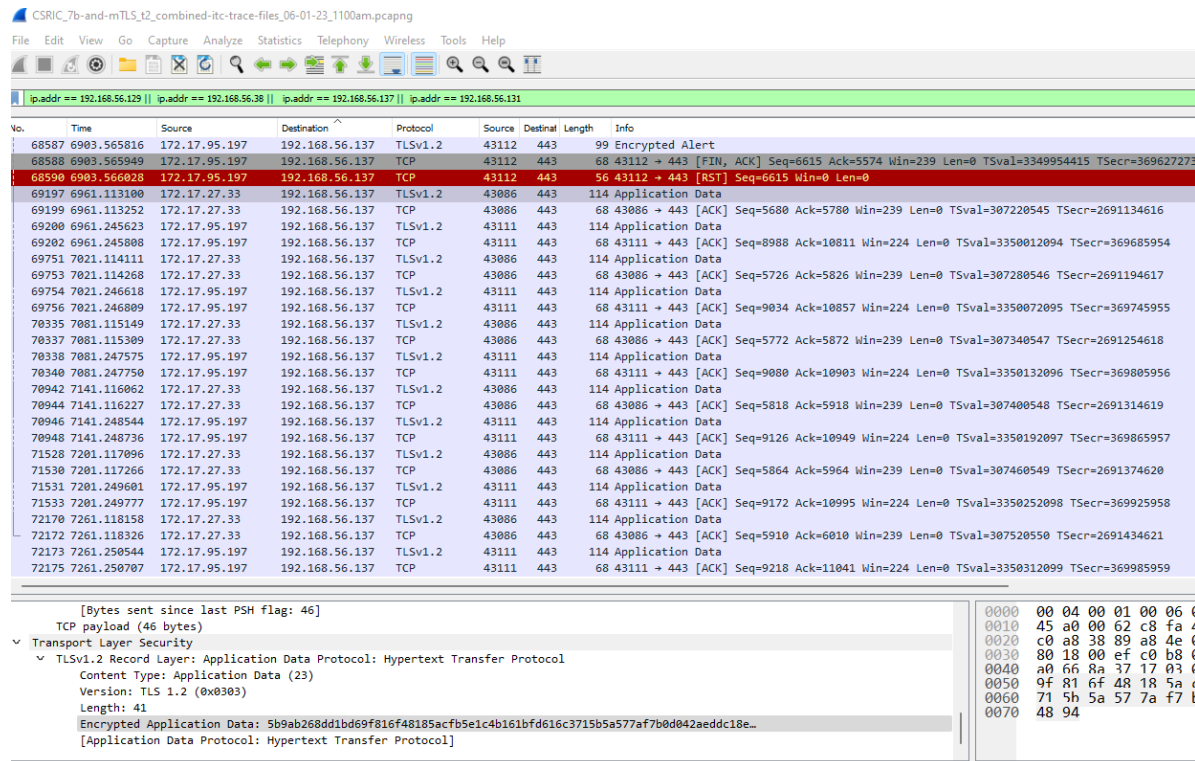 CSRIC_7b-and-mTLS_t2_combined-itc-trace-files_06-01-23_1100am.pcapng
File Edit View Go Capture Analyze Statistics Telephony Wireless Tools Help
ip.addr == 192.168.56.129 || ip.addr == 192.168.56.38 || ip.addr == 192.168.56.137 || ip.addr == 192.168.56.131
No. Time Source Destination Protocol Source Destinat Length Info
68587 6903.565816 172.17.95.197 192.168.56.137 TLSv1.2 43112 443 99 Encrypted Alert
68588 6903.565949 172.17.95.197 192.168.56.137 TCP 43112 443 68 43112 → 443 [FIN, ACK] Seq=6615 Ack=5574 Win=239 Len=0 TSval=3349954415 TSecr=369627273
68590 6903.566028 172.17.95.197 192.168.56.137 TCP 43112 443 56 43112 → 443 [RST] Seq=6615 Win=0 Len=0
69197 6961.113100 172.17.27.33 192.168.56.137 TLSv1.2 43086 443 114 Application Data
69199 6961.113252 172.17.27.33 192.168.56.137 TCP 43086 443 68 43086 → 443 [ACK] Seq=5680 Ack=5780 Win=239 Len=0 TSval=307220545 TSecr=2691134616
69200 6961.245623 172.17.95.197 192.168.56.137 TLSv1.2 43111 443 114 Application Data
69202 6961.245808 172.17.95.197 192.168.56.137 TCP 43111 443 68 43111 → 443 [ACK] Seq=8988 Ack=10811 Win=224 Len=0 TSval=3350012094 TSecr=369685954
69751 7021.114111 172.17.27.33 192.168.56.137 TLSv1.2 43086 443 114 Application Data
69753 7021.114268 172.17.27.33 192.168.56.137 TCP 43086 443 68 43086 → 443 [ACK] Seq=5726 Ack=5826 Win=239 Len=0 TSval=307280546 TSecr=2691194617
69754 7021.246618 172.17.95.197 192.168.56.137 TLSv1.2 43111 443 114 Application Data
69756 7021.246809 172.17.95.197 192.168.56.137 TCP 43111 443 68 43111 → 443 [ACK] Seq=9034 Ack=10857 Win=224 Len=0 TSval=3350072095 TSecr=369745955
70335 7081.115149 172.17.27.33 192.168.56.137 TLSv1.2 43086 443 114 Application Data
70337 7081.115309 172.17.27.33 192.168.56.137 TCP 43086 443 68 43086 → 443 [ACK] Seq=5772 Ack=5872 Win=239 Len=0 TSval=307340547 TSecr=2691254618
70338 7081.247575 172.17.95.197 192.168.56.137 TLSv1.2 43111 443 114 Application Data
70340 7081.247750 172.17.95.197 192.168.56.137 TCP 43111 443 68 43111 → 443 [ACK] Seq=9080 Ack=10903 Win=224 Len=0 TSval=3350132096 TSecr=369805956
70942 7141.116062 172.17.27.33 192.168.56.137 TLSv1.2 43086 443 114 Application Data
70944 7141.116227 172.17.27.33 192.168.56.137 TCP 43086 443 68 43086 → 443 [ACK] Seq=5818 Ack=5918 Win=239 Len=0 TSval=307400548 TSecr=2691314619
70946 7141.248544 172.17.95.197 192.168.56.137 TLSv1.2 43111 443 114 Application Data
70948 7141.248736 172.17.95.197 192.168.56.137 TCP 43111 443 68 43111 → 443 [ACK] Seq=9126 Ack=10949 Win=224 Len=0 TSval=3350192097 TSecr=369865957
71528 7201.117096 172.17.27.33 192.168.56.137 TLSv1.2 43086 443 114 Application Data
71530 7201.117266 172.17.27.33 192.168.56.137 TCP 43086 443 68 43086 → 443 [ACK] Seq=5864 Ack=5964 Win=239 Len=0 TSval=307460549 TSecr=2691374620
71531 7201.249601 172.17.95.197 192.168.56.137 TLSv1.2 43111 443 114 Application Data
71533 7201.249777 172.17.95.197 192.168.56.137 TCP 43111 443 68 43111 → 443 [ACK] Seq=9172 Ack=10995 Win=224 Len=0 TSval=3350252098 TSecr=369925958
72170 7261.118158 172.17.27.33 192.168.56.137 TLSv1.2 43086 443 114 Application Data
72172 7261.118326 172.17.27.33 192.168.56.137 TCP 43086 443 68 43086 → 443 [ACK] Seq=5910 Ack=6010 Win=239 Len=0 TSval=307520550 TSecr=2691434621
72173 7261.250544 172.17.95.197 192.168.56.137 TLSv1.2 43111 443 114 Application Data
72175 7261.250707 172.17.95.197 192.168.56.137 TCP 43111 443 68 43111 → 443 [ACK] Seq=9218 Ack=11041 Win=224 Len=0 TSval=3350312099 TSecr=369985959
[Bytes sent since last PSH flag: 46]
TCP payload (46 bytes)
Transport Layer Security
TLSv1.2 Record Layer: Application Data Protocol: Hypertext Transfer Protocol
Content Type: Application Data (23)
Version: TLS 1.2 (0x0303)
Length: 41
Encrypted Application Data: 5b9ab268dd1bd69f816f48185acfb5e1c4b161bfd616c3715b5a577af7b0d042aeddc18e…
[Application Data Protocol: Hypertext Transfer Protocol]
0000 00 04 00 01 00 06
0010 45 a0 00 62 c8 fa
0020 c0 a8 38 89 a8 4e
0030 80 18 00 ef c0 b8
0040 a0 66 8a 37 17 03
0050 9f 81 6f 48 18 5a
0060 71 5b 5a 57 7a f7
0070 48 94